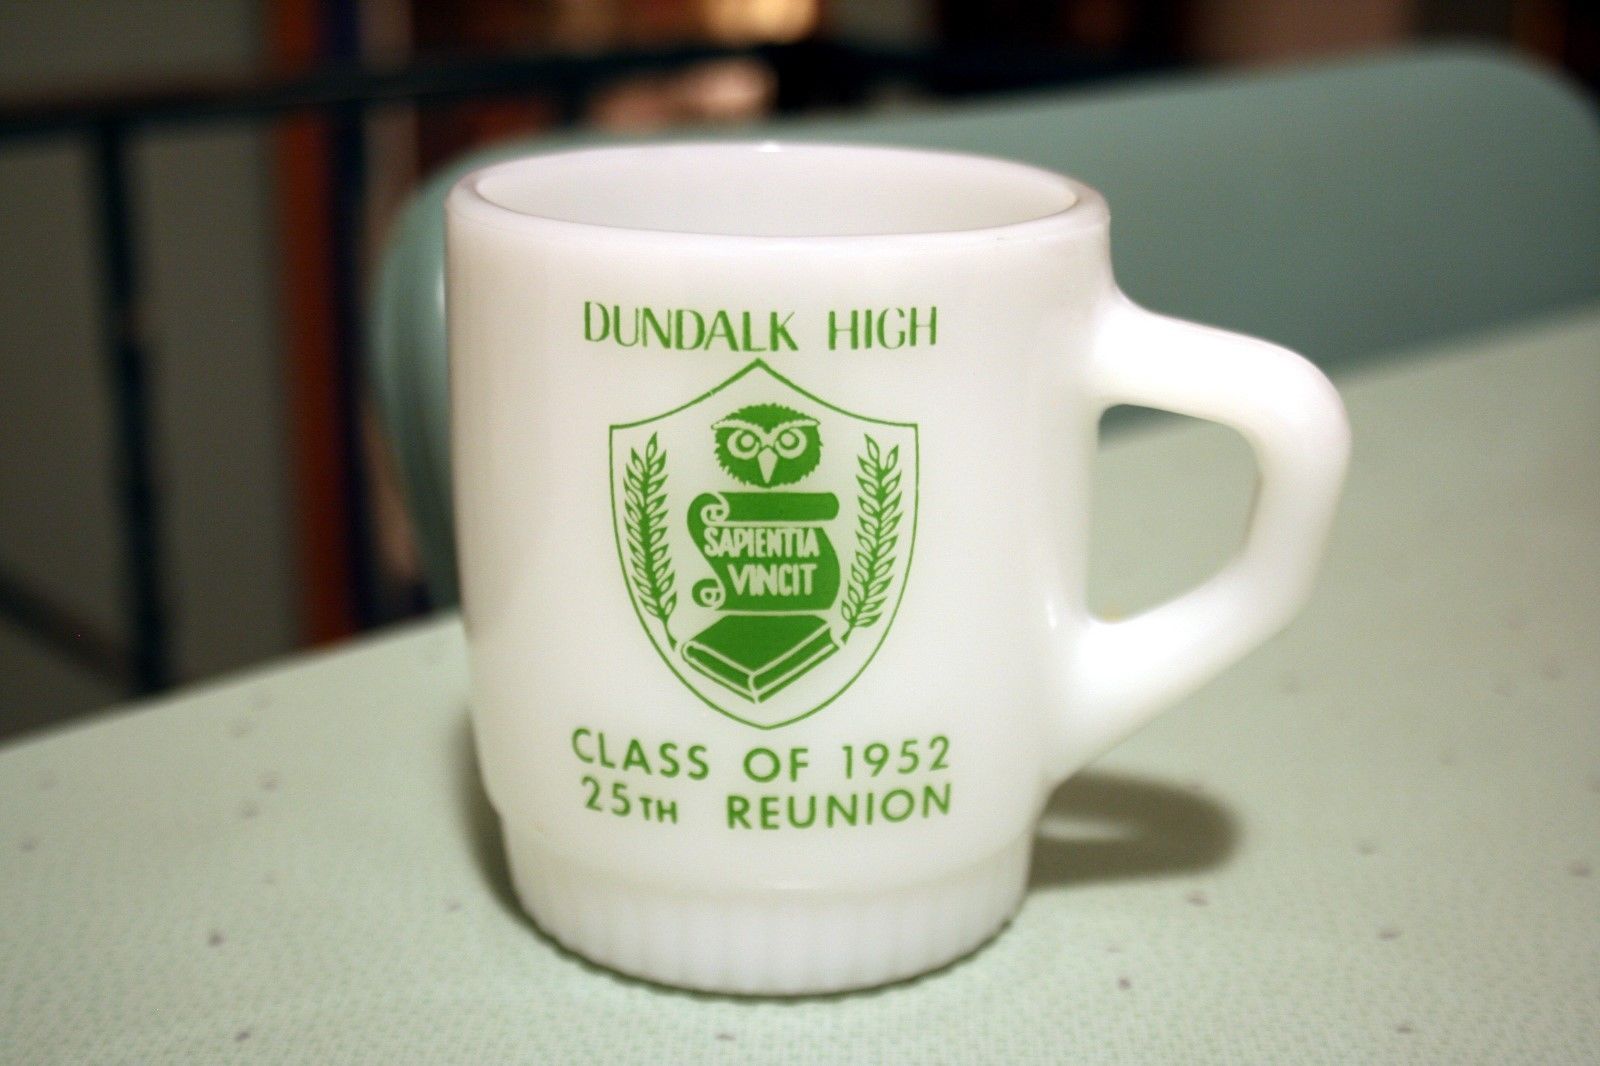 DUNDALK HIGH
SAPIENTIA
VINCIT
CLASS OF 1952
25TH REUNION